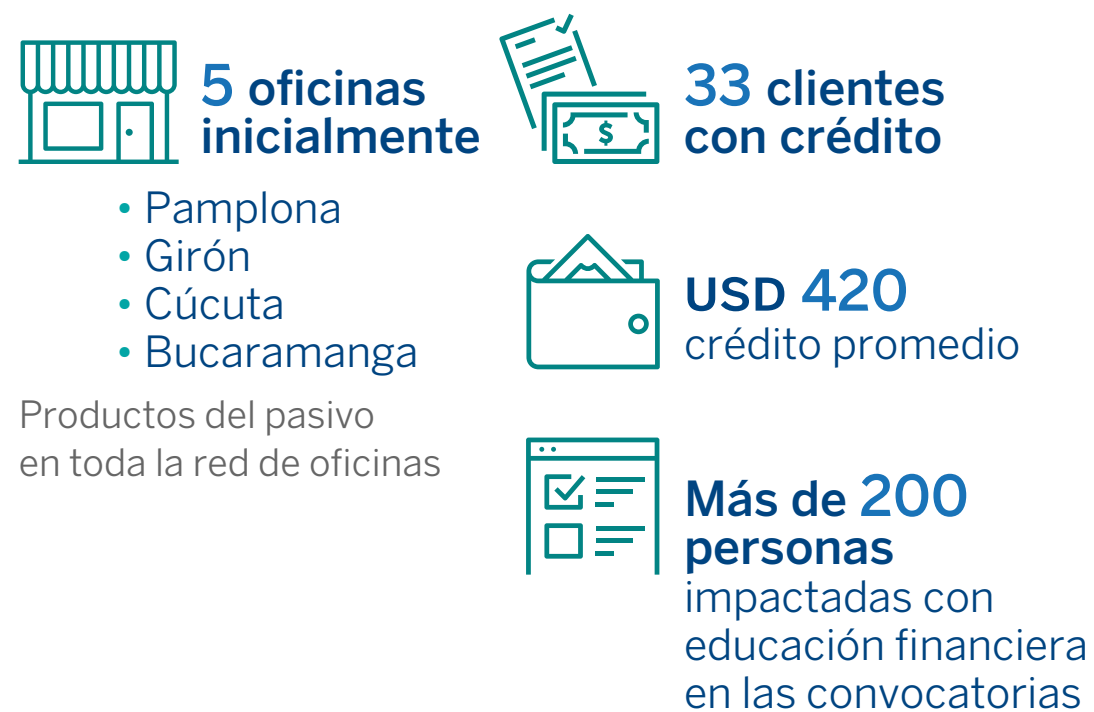 5 oficinas
inicialmente
• Pamplona
• Girón
• Cúcuta
• Bucaramanga
Productos del pasivo
en toda la red de oficinas
33 clientes
con crédito
$
USD 420
crédito promedio
Más de 200
personas
impactadas con
educación financiera
en las convocatorias